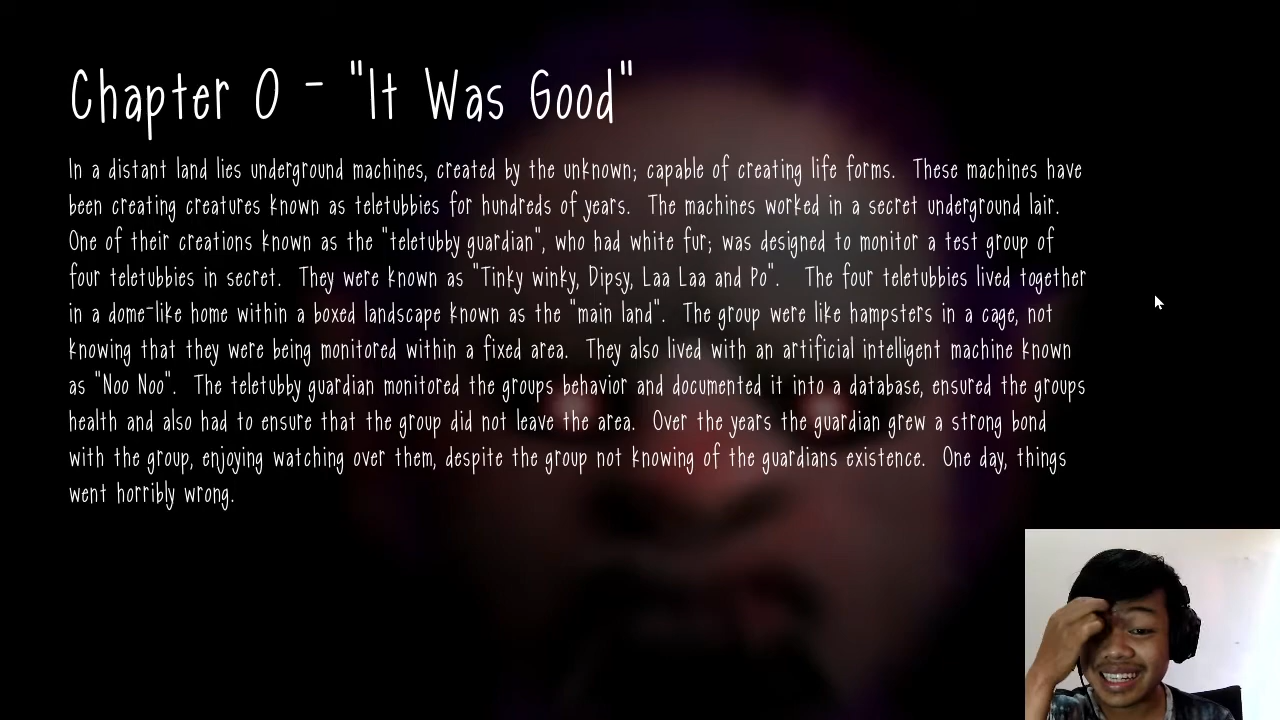 Chapter 0 - "It Was Good"
In a distant land lies underground machines, created by the unknown; capable of creating life forms. These machines have
been creating creatures known as teletubbies for hundreds of years. The machines worked in a secret underground lair.
One of their creations known as the "teletubby guardian", who had white fur; was designed to monitor a test group of
four teletubbies in secret. They were known as "Tinky winky, Dipsy, Laa Laa and Po". The four teletubbies lived together
in a dome-like home within a boxed landscape known as the "main land". The group were like hampsters in a cage, not
knowing that they were being monitored within a fixed area. They also lived with an artificial intelligent machine known
as "Noo Noo". The teletubby guardian monitored the groups behavior and documented it into a database, ensured the groups
health and also had to ensure that the group did not leave the area. Over the years the guardian grew a strong bond
with the group, enjoying watching over them, despite the group not knowing of the guardians existence. One day, things
went horribly wrong.